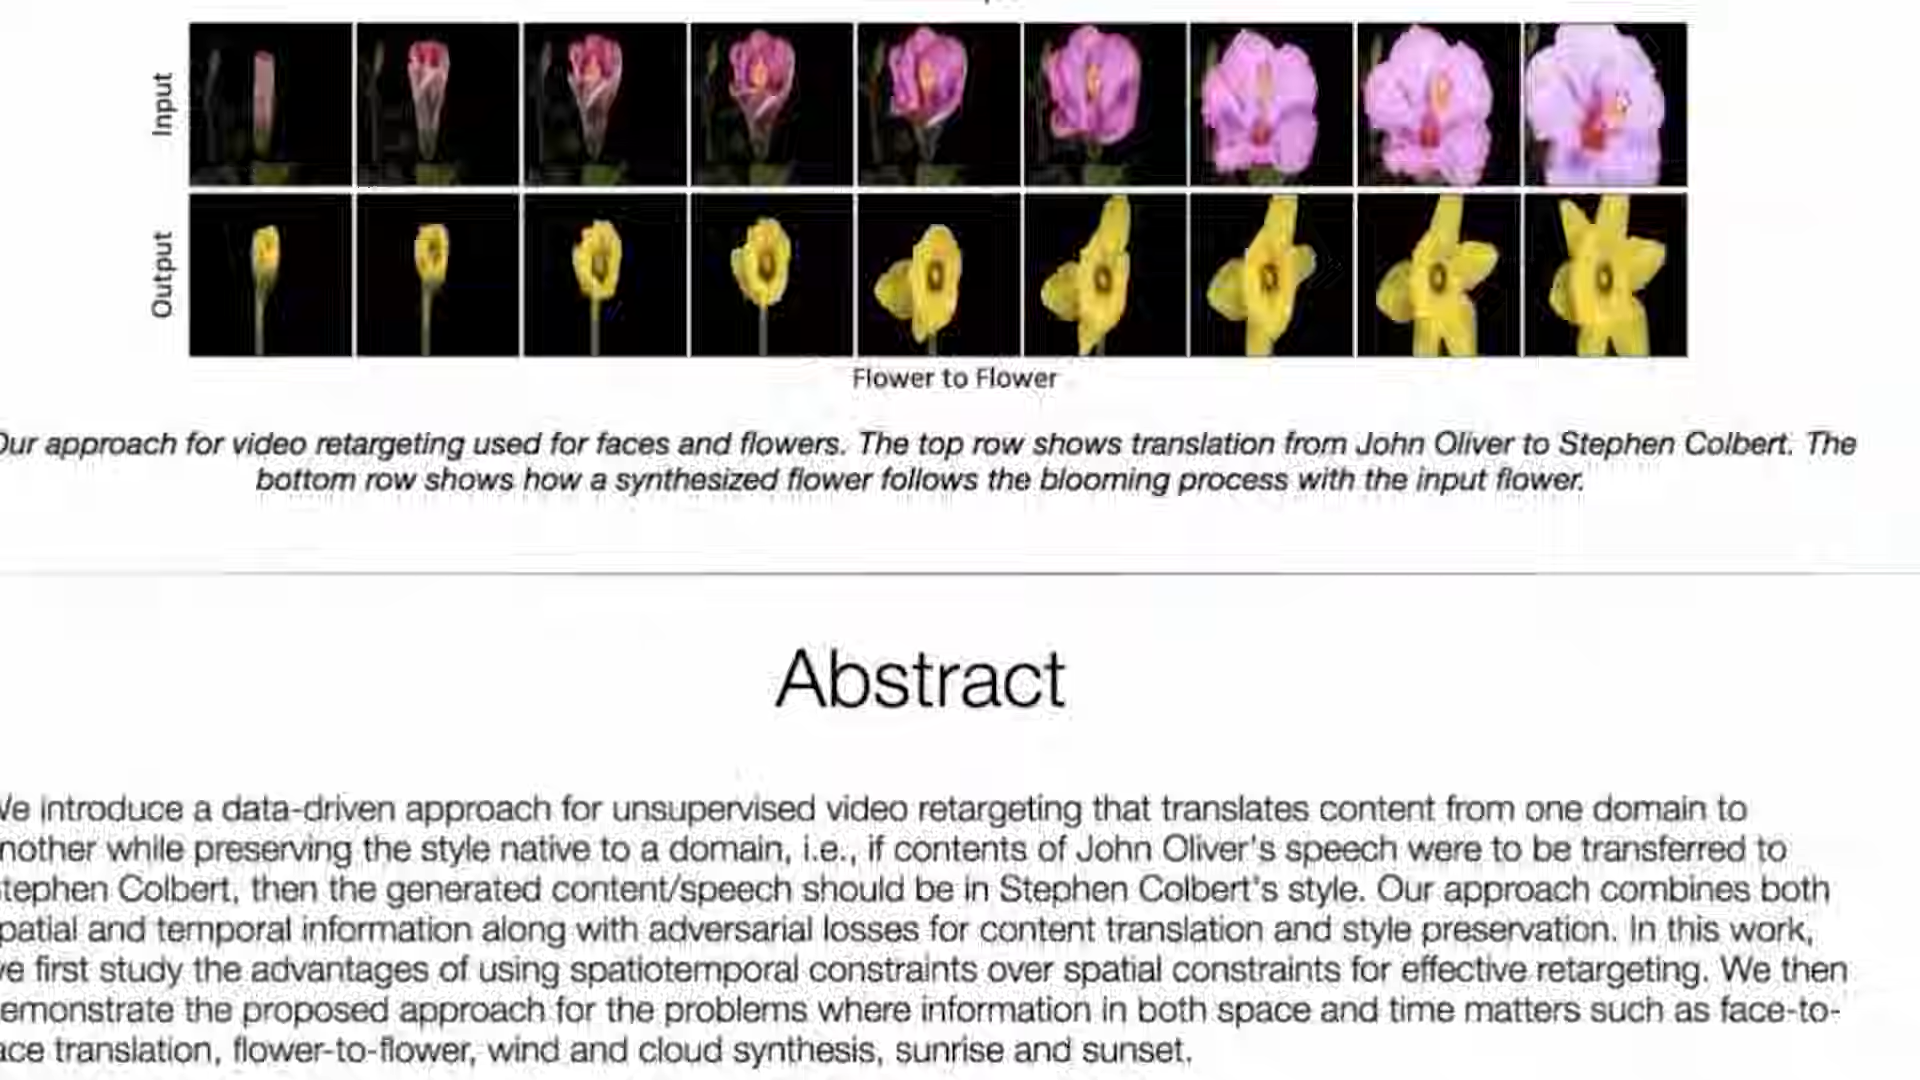 Input
Output
Flower to Flower
Our approach for video retargeting used for faces and flowers. The top row shows translation from John Oliver to Stephen Colbert. The
bottom row shows how a synthesized flower follows the blooming process with the input flower.
Abstract
We introduce a data-driven approach for unsupervised video retargeting that translates content from one domain to
nother while preserving the style native to a domain, i.e., if contents of John Oliver's speech were to be transferred to
tephen Colbert, then the generated content/speech should be in Stephen Colbert's style. Our approach combines both
patial and temporal information along with adversarial losses for content translation and style preservation. In this work,
we first study the advantages of using spatiotemporal constraints over spatial constraints for effective retargeting. We then
emonstrate the proposed approach for the problems where information in both space and time matters such as face-to-
ace translation, flower-to-flower, wind and cloud synthesis, sunrise and sunset.